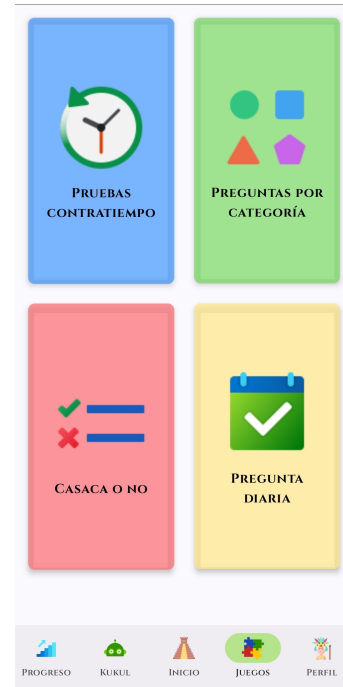 Pruebas
contratiempo
Preguntas por
categoría
Casaca o no
Pregunta
diaria
Progreso
Kukul
Inicio
Juegos
Perfil